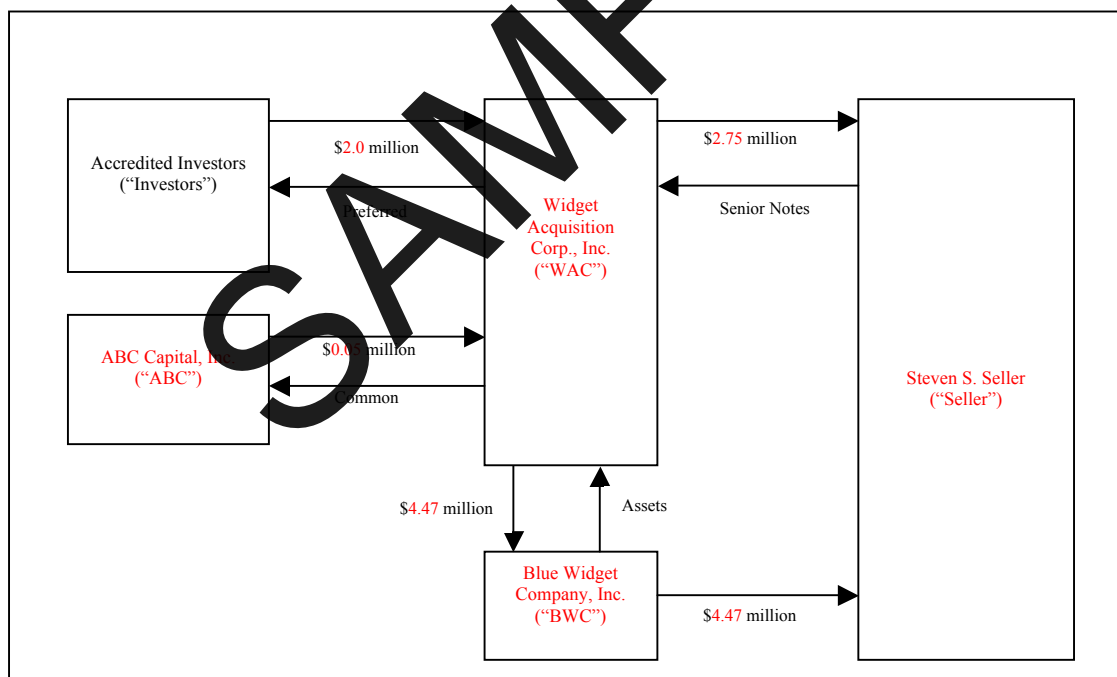 SAMP
Accredited Investors
(“Investors”)
$2.0 million
Preferred
ABC Capital, Inc.
(“ABC”)
$0.05 million
Common
Widget
Acquisition
Corp., Inc.
(“WAC”)
$2.75 million
Senior Notes
Steven S. Seller
(“Seller”)
$4.47 million
Assets
Blue Widget
Company, Inc.
(“BWC”)
$4.47 million